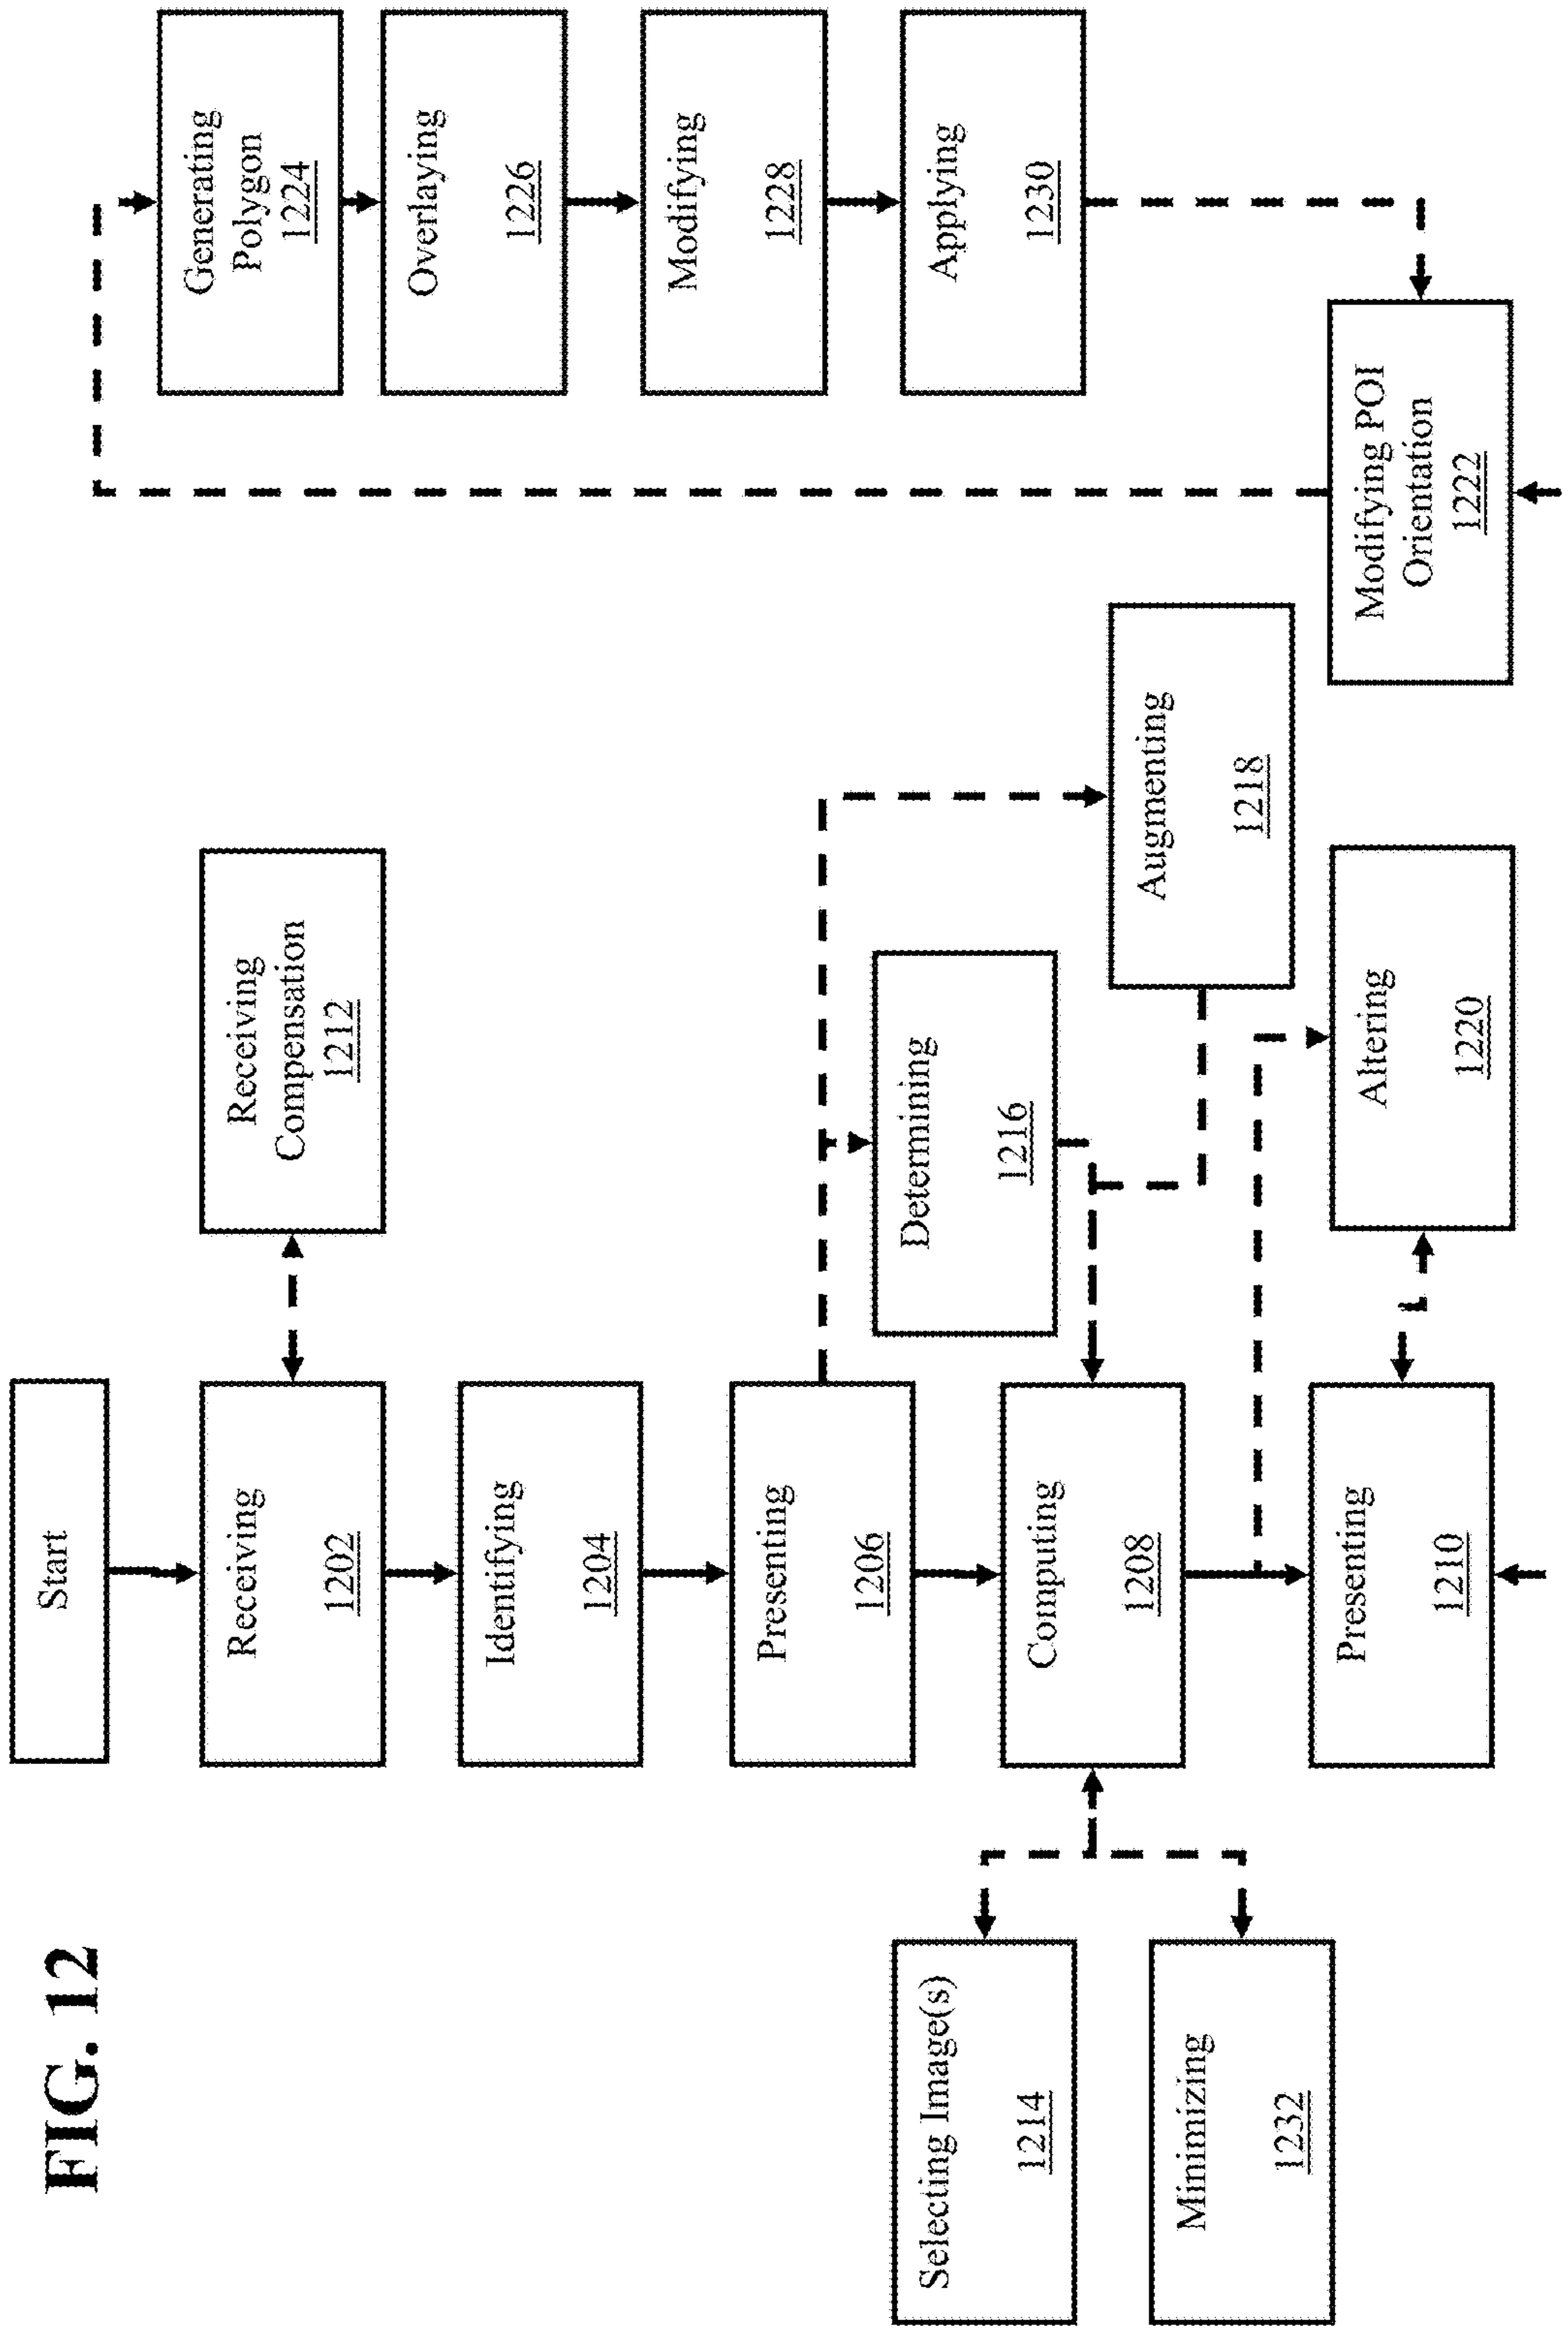 FIG. 12
Start
Receiving
1202
Receiving
Compensation
1212
Identifying
1204
Presenting
1206
Determining
1216
Augmenting
1218
Selecting Image(s)
1214
Computing
1208
Minimizing
1232
Presenting
1210
Altering
1220
Generating
Polygon
1224
Overlaying
1226
Modifying
1228
Applying
1230
Modifying POI
Orientation
1222